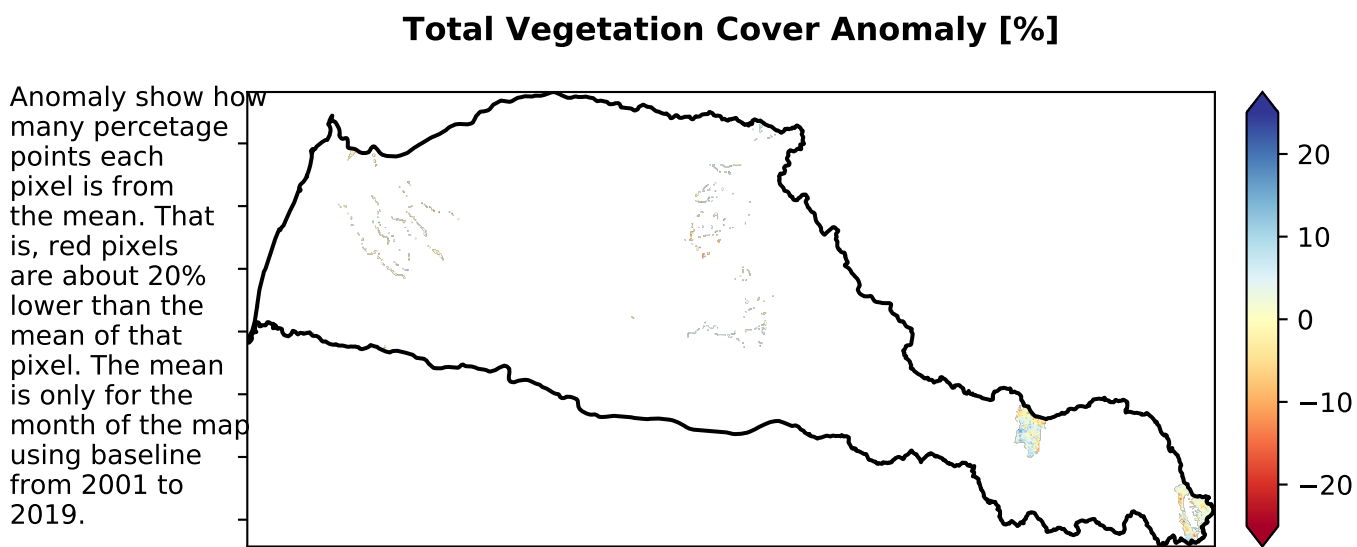 Total Vegetation Cover Anomaly [%]
Anomaly show how
many percetage
points each
pixel is from
the mean. That
is, red pixels
are about 20%
lower than the
mean of that
pixel. The mean
is only for the
month of the map
using baseline
from 2001 to
2019.
20
10
0
−10
−20